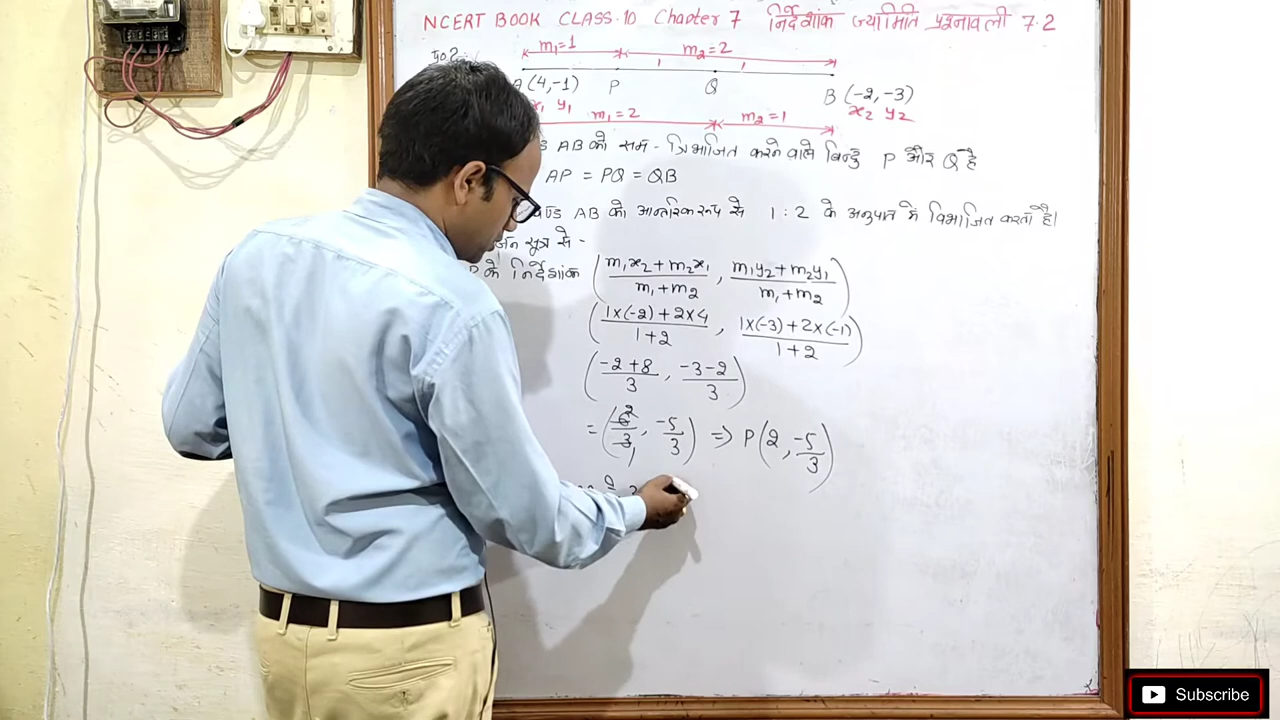 NCERT BOOK CLASS-10 Chapter 7 निर्देशांक ज्यामिति प्रश्नावली 7.2
प्र०2-
m₁=1 m₂=2
A(4,-1) P Q B(-2,-3)
x₁ y₁ m₁=2 m₂=1 x₂ y₂
AB को सम-त्रिभाजित करने वाले बिन्दु P और Q है
AP = PQ = QB
AB को आन्तरिक रूप से 1:2 के अनुपात में विभाजित करता है।
सूत्र से -
P के निर्देशांक ((m₁x₂+m₂x₁)/(m₁+m₂), (m₁y₂+m₂y₁)/(m₁+m₂))
((1×(-2)+2×4)/(1+2), (1×(-3)+2×(-1))/(1+2))
((-2+8)/3, (-3-2)/3)
= (6/3, -5/3) ⇒ P(2, -5/3)
Subscribe